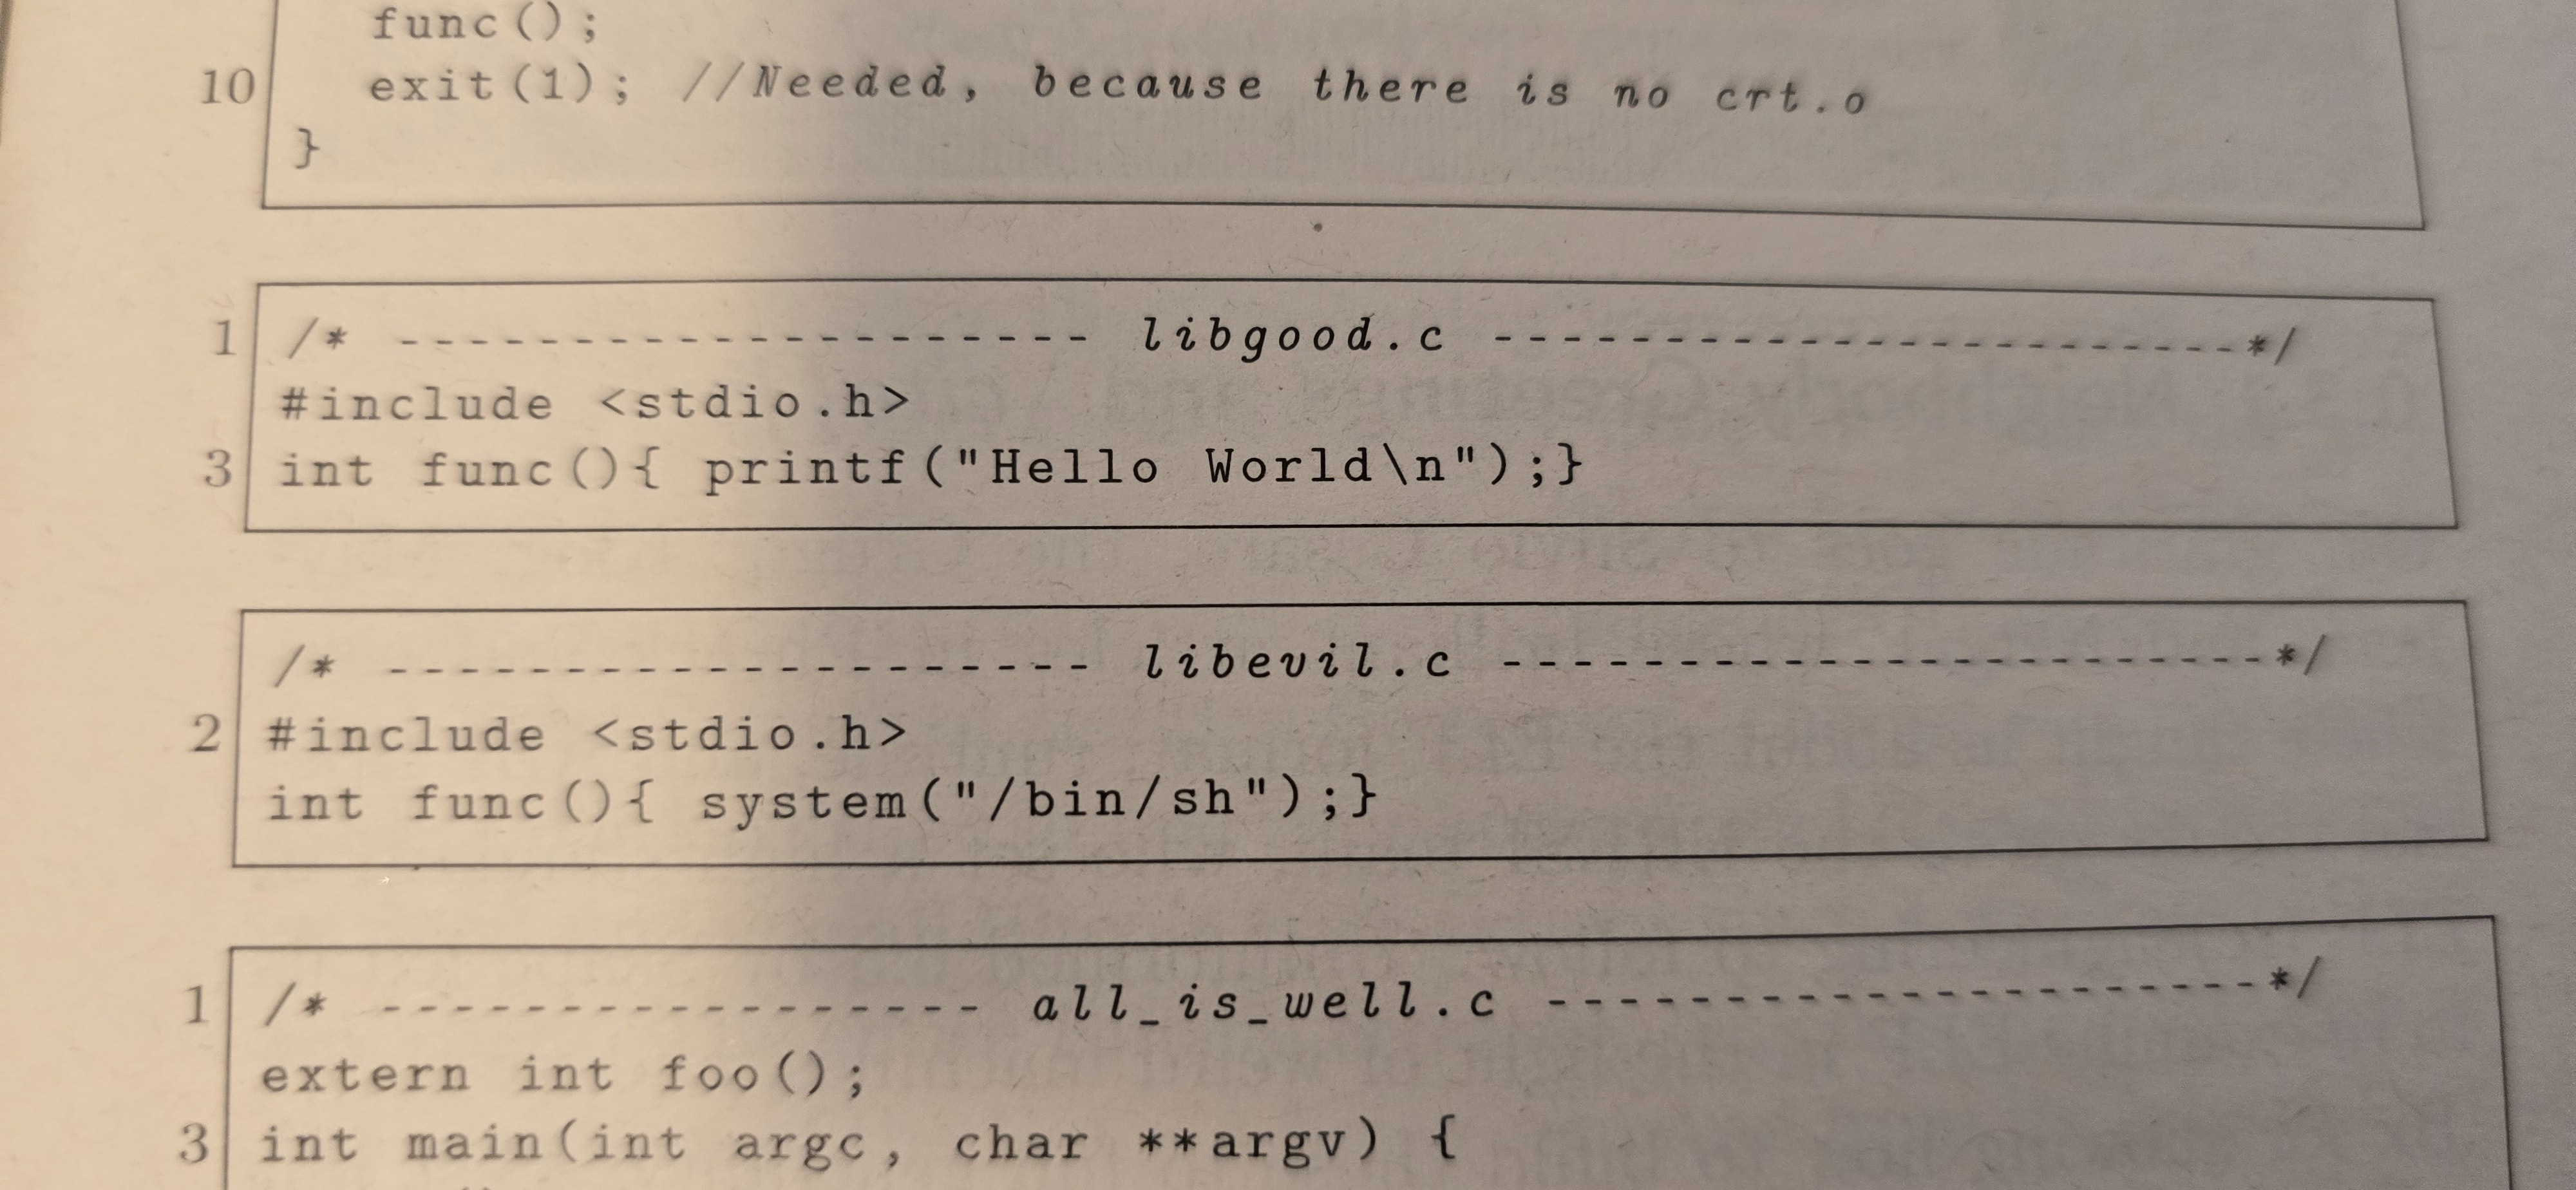 func();
10 exit(1); //Needed, because there is no crt.o
}
1 /* -------------------- libgood.c ----------------------*/
#include <stdio.h>
3 int func(){ printf("Hello World\n");}
/* -------------------- libevil.c ----------------------*/
2 #include <stdio.h>
int func(){ system("/bin/sh");}
1 /* ----------------- all_is_well.c --------------------*/
extern int foo();
3 int main(int argc, char **argv) {